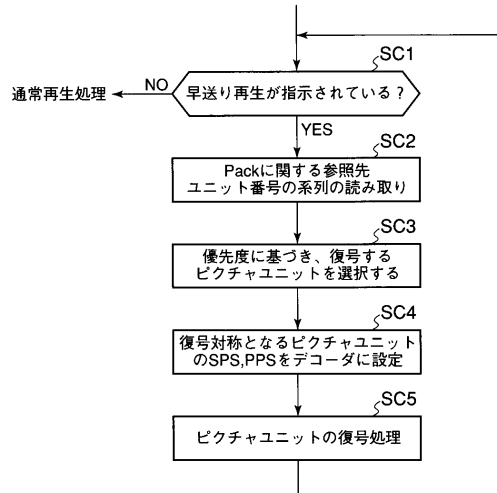 SC1
早送り再生が指示されている?
NO
通常再生処理
YES
SC2
Packに関する参照先
ユニット番号の系列の読み取り
SC3
優先度に基づき、復号する
ピクチャユニットを選択する
SC4
復号対称となるピクチャユニット
のSPS,PPSをデコーダに設定
SC5
ピクチャユニットの復号処理